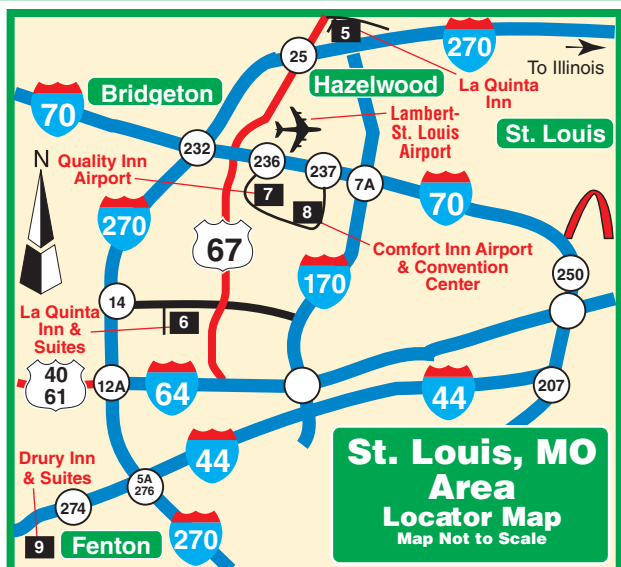 5
25
270
To Illinois
La Quinta
Inn
Hazelwood
Bridgeton
70
Lambert-
St. Louis
Airport
St. Louis
232
N
Quality Inn
Airport
236
237
7A
7
8
70
270
67
Comfort Inn Airport
& Convention
Center
170
250
14
La Quinta
Inn &
Suites
6
40
61
12A
64
44
207
44
St. Louis, MO
Area
Locator Map
Map Not to Scale
Drury Inn
& Suites
5A
276
274
9
Fenton
270